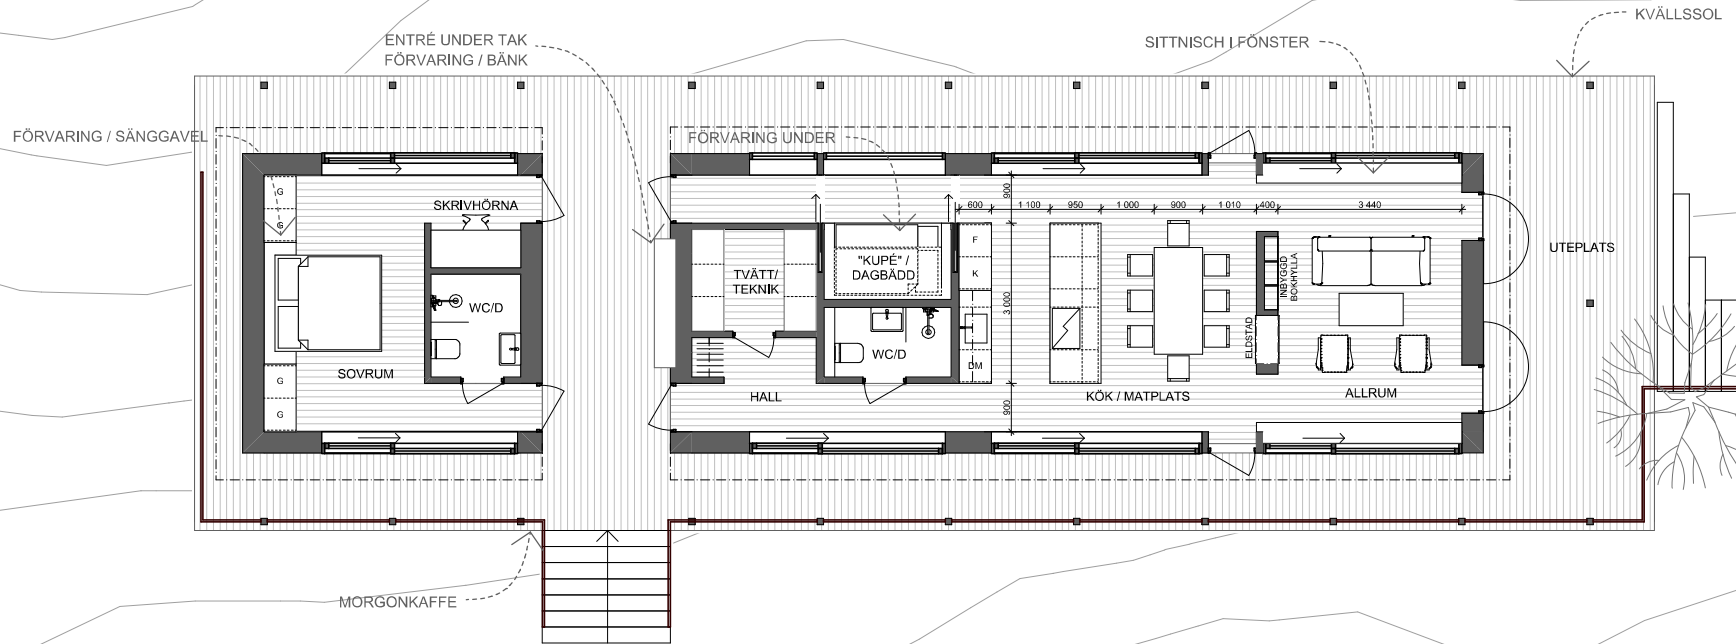 KVÄLLSSOL
ENTRÉ UNDER TAK
FÖRVARING / BÄNK
SITTNISCH I FÖNSTER
FÖRVARING / SÄNGGAVEL
FÖRVARING UNDER
G
G
SKRIVHÖRNA
900
600
1 100
950
1 000
900
1 010
400
3 440
F
K
UTEPLATS
TVÄTT/
TEKNIK
"KUPÉ" /
DAGBÄDD
INBYGGD
BOKHYLLA
WC/D
3 000
ELDSTAD
WC/D
DM
SOVRUM
G
G
HALL
900
KÖK / MATPLATS
ALLRUM
MORGONKAFFE